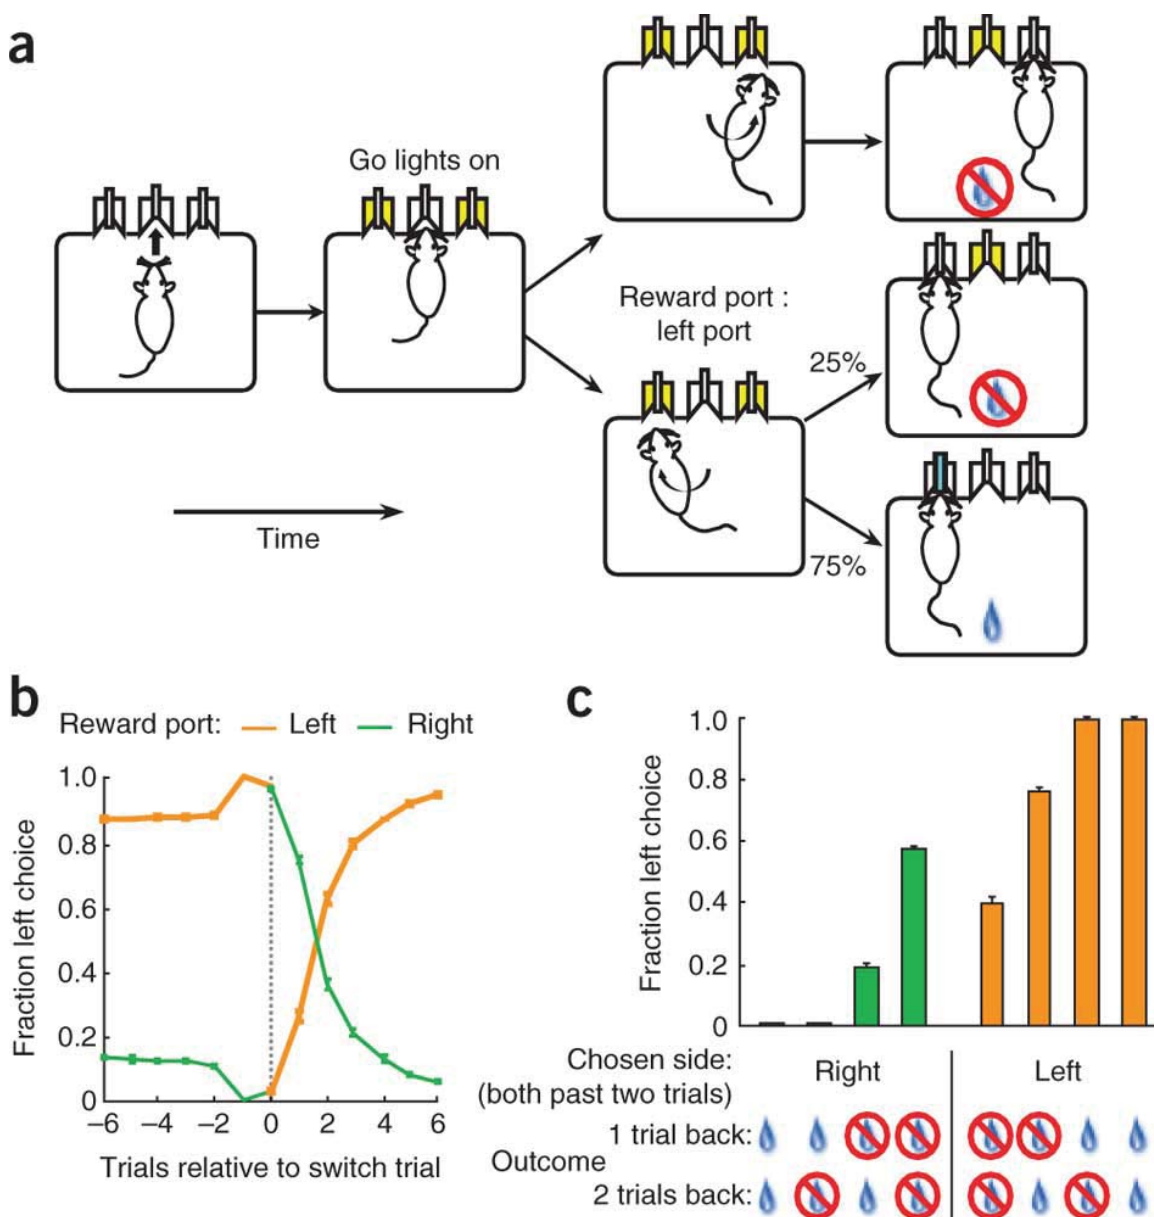 a
Go lights on
Reward port :
left port
25%
75%
Time
b
Reward port: Left Right
1.0
0.8
0.6
0.4
0.2
0
Fraction left choice
–6 –4 –2 0 2 4 6
Trials relative to switch trial
c
1.0
0.8
0.6
0.4
0.2
0
Fraction left choice
Chosen side:
(both past two trials)
Right Left
1 trial back:
Outcome
2 trials back: